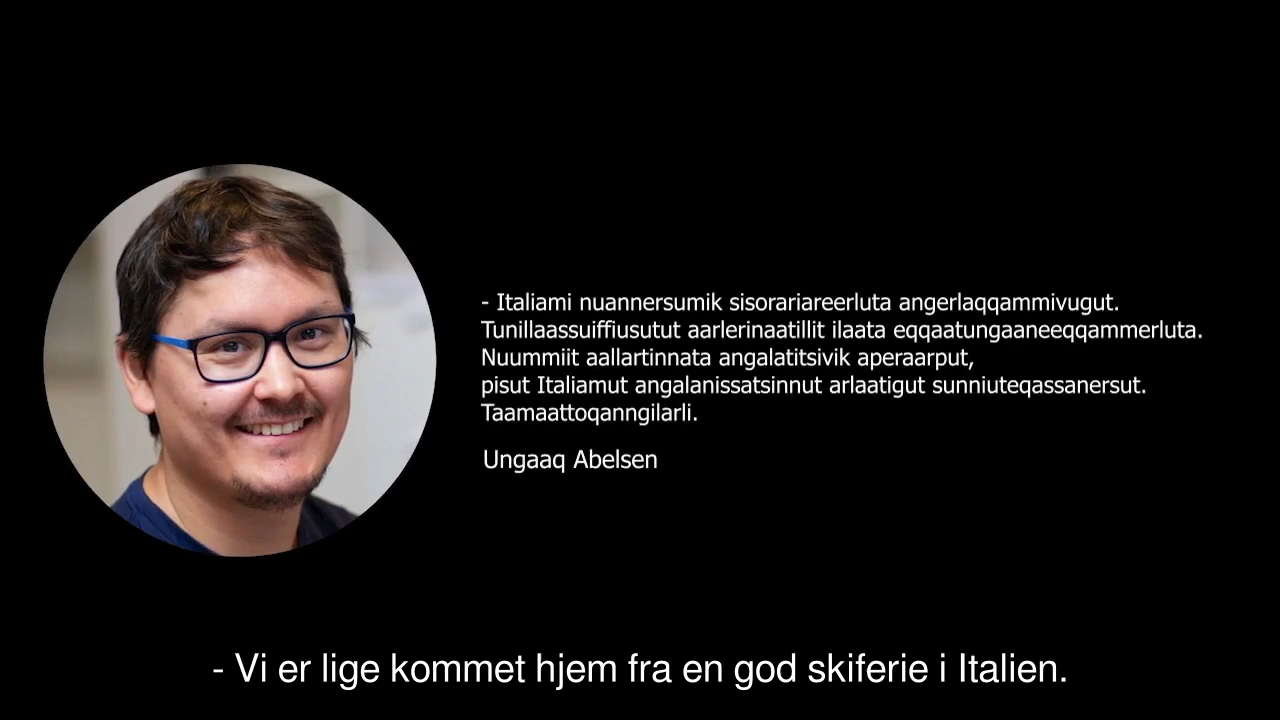 - Italiami nuannersumik sisorariareerluta angerlaqqammivugut.
Tunillaassuiffiusutut aarlerinaatillit ilaata eqqaatungaaneeqqammerluta.
Nuummiit aallartinnata angalatitsivik aperaarput,
pisut Italiamut angalanissatsinnut arlaatigut sunniuteqassanersut.
Taamaattoqanngilarli.
Ungaaq Abelsen
- Vi er lige kommet hjem fra en god skiferie i Italien.